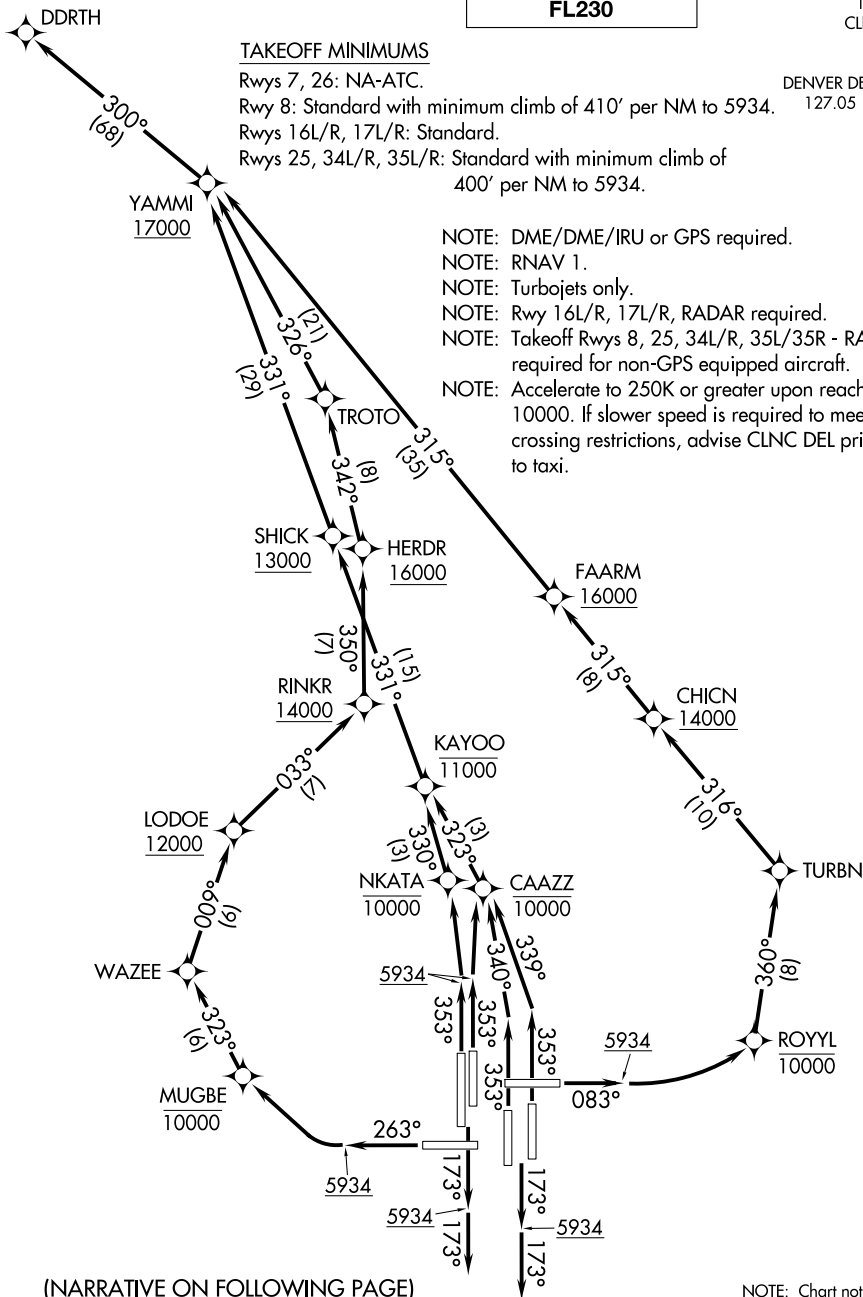 FL230
DDRTH
TAKEOFF MINIMUMS
Rwys 7, 26: NA-ATC.
Rwy 8: Standard with minimum climb of 410' per NM to 5934.
Rwys 16L/R, 17L/R: Standard.
Rwys 25, 34L/R, 35L/R: Standard with minimum climb of
400' per NM to 5934.
DENVER DE
127.05
300°
(68)
YAMMI
17000
NOTE: DME/DME/IRU or GPS required.
NOTE: RNAV 1.
NOTE: Turbojets only.
NOTE: Rwy 16L/R, 17L/R, RADAR required.
NOTE: Takeoff Rwys 8, 25, 34L/R, 35L/35R - RA
required for non-GPS equipped aircraft.
NOTE: Accelerate to 250K or greater upon reach
10000. If slower speed is required to mee
crossing restrictions, advise CLNC DEL pri
to taxi.
(21)
326°
331°
(29)
TROTO
315°
(35)
(8)
342°
SHICK
13000
HERDR
16000
FAARM
16000
350°
(7)
(15)
331°
315°
(8)
RINKR
14000
CHICN
14000
033°
(7)
KAYOO
11000
316°
(10)
LODOE
12000
(3)
323°
330°
(3)
TURBN
NKATA
10000
CAAZZ
10000
009°
(9)
WAZEE
340°
339°
360°
(8)
5934
323°
(6)
353°
353°
353°
353°
5934
ROYYL
10000
MUGBE
10000
083°
263°
5934
173°
173°
5934
5934
173°
173°
(NARRATIVE ON FOLLOWING PAGE)
NOTE: Chart not